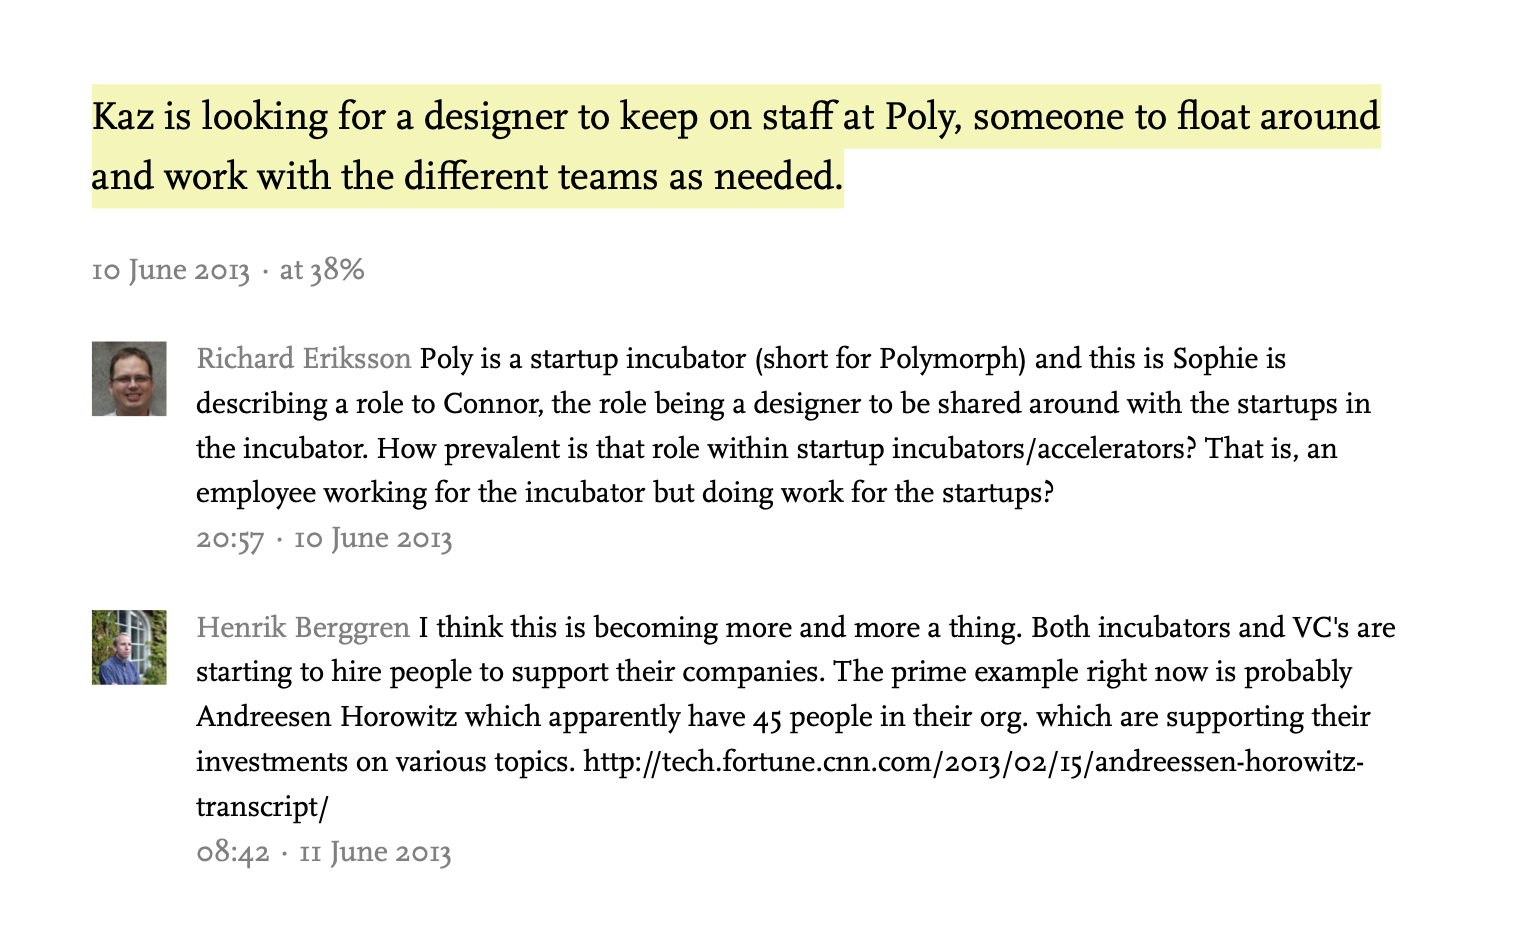 Kaz is looking for a designer to keep on staff at Poly, someone to float around
and work with the different teams as needed.
10 June 2013 · at 38%
Richard Eriksson Poly is a startup incubator (short for Polymorph) and this is Sophie is
describing a role to Connor, the role being a designer to be shared around with the startups in
the incubator. How prevalent is that role within startup incubators/accelerators? That is, an
employee working for the incubator but doing work for the startups?
20:57 · 10 June 2013
Henrik Berggren I think this is becoming more and more a thing. Both incubators and VC's are
starting to hire people to support their companies. The prime example right now is probably
Andreesen Horowitz which apparently have 45 people in their org. which are supporting their
investments on various topics. http://tech.fortune.cnn.com/2013/02/15/andreessen-horowitz-
transcript/
08:42 · 11 June 2013